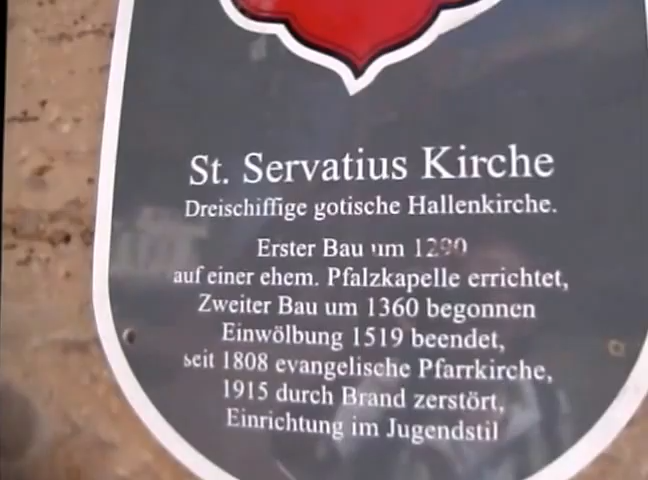 St. Servatius Kirche
Dreischiffige gotische Hallenkirche.
Erster Bau um 1290
auf einer ehem. Pfalzkapelle errichtet,
Zweiter Bau um 1360 begonnen
Einwölbung 1519 beendet,
seit 1808 evangelische Pfarrkirche,
1915 durch Brand zerstört,
Einrichtung im Jugendstil